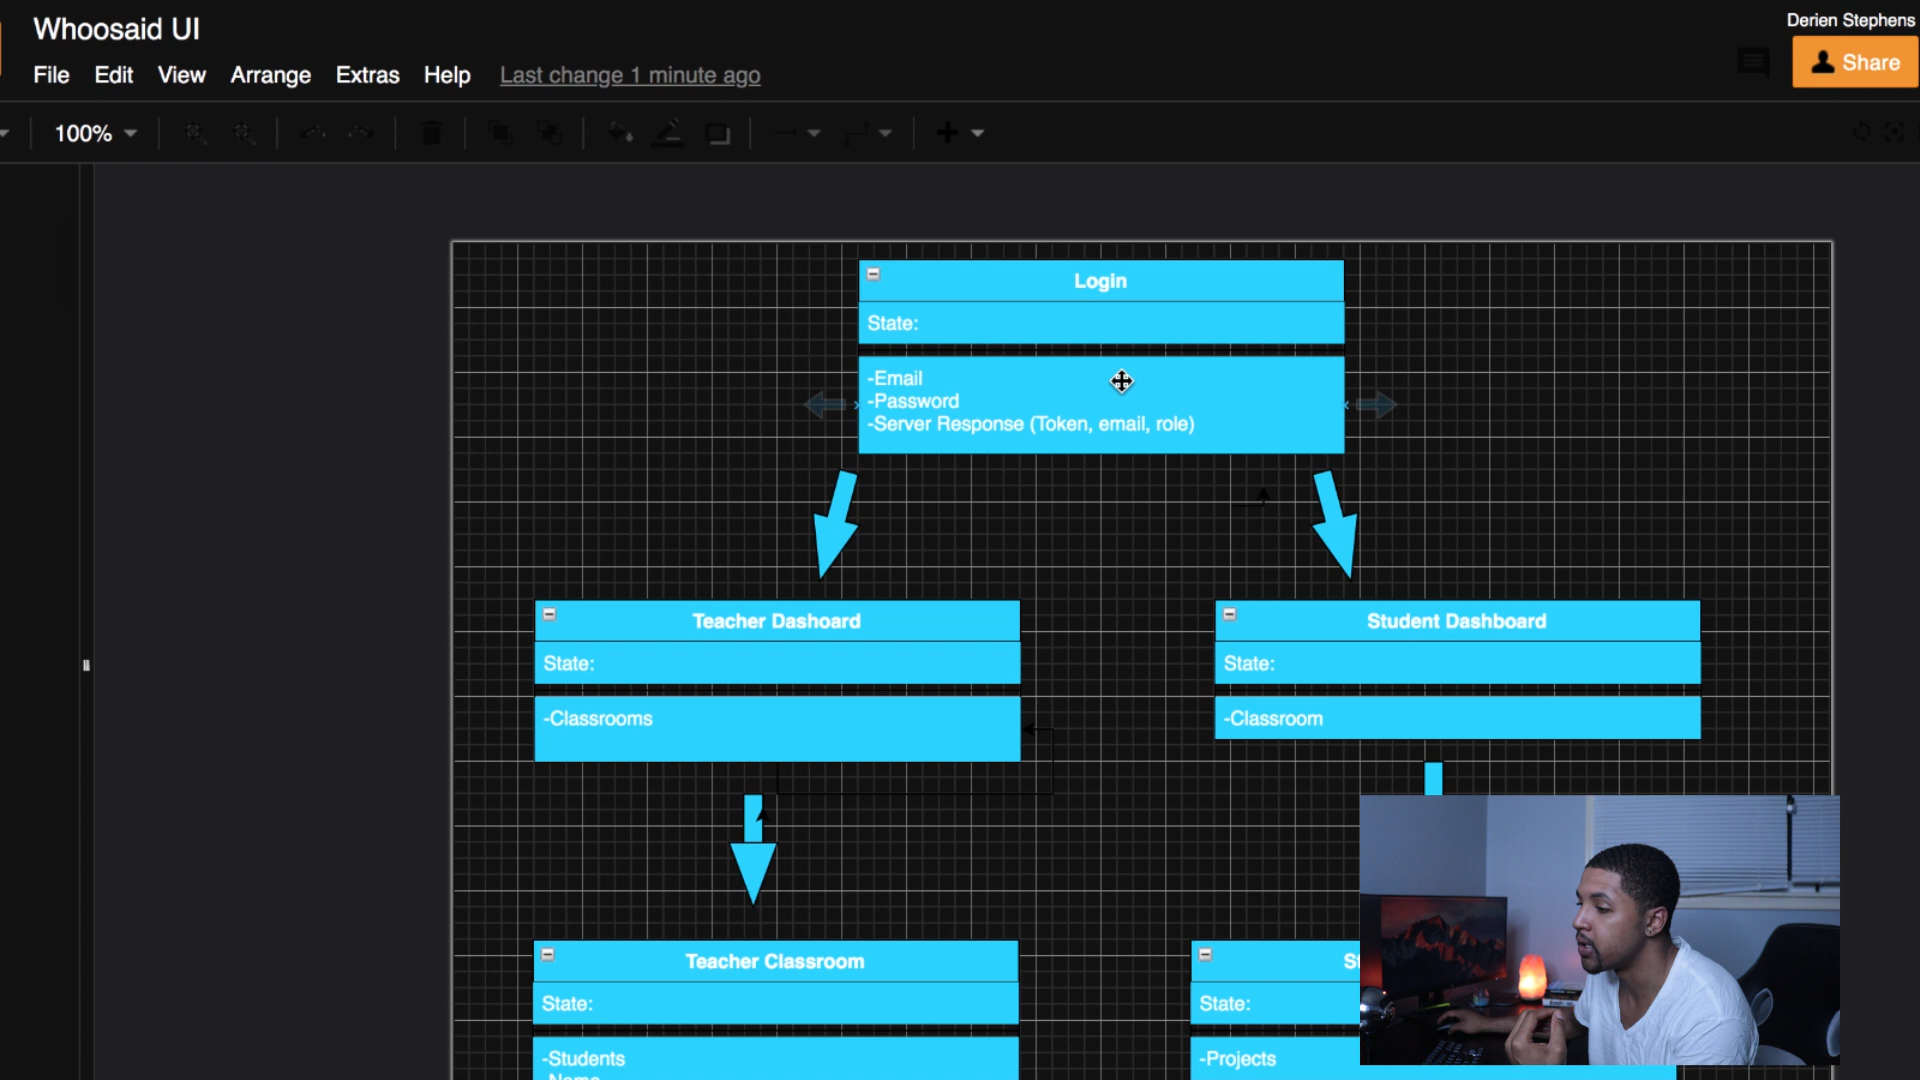 Whoosaid UI
Derien Stephens
File Edit View Arrange Extras Help Last change 1 minute ago
Share
100%
Login
State:
-Email
-Password
-Server Response (Token, email, role)
Teacher Dashoard
State:
-Classrooms
Student Dashboard
State:
-Classroom
Teacher Classroom
State:
-Students
State:
-Projects